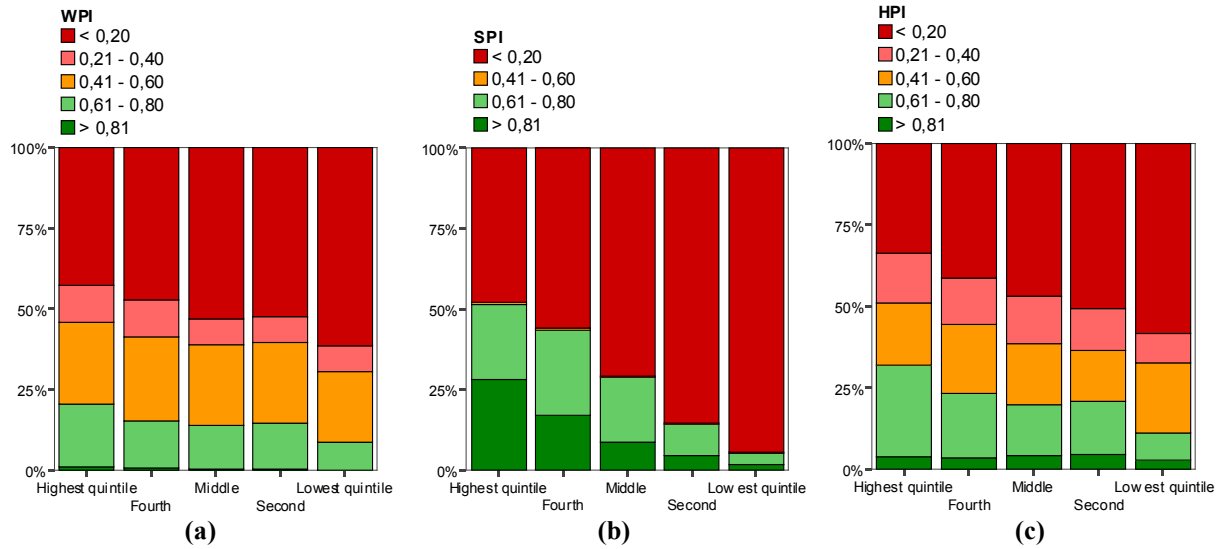 WPI
< 0,20
0,21 - 0,40
0,41 - 0,60
0,61 - 0,80
> 0,81
100%
75%
50%
25%
0%
Highest quintile
Fourth
Middle
Second
Lowest quintile
(a)
SPI
< 0,20
0,41 - 0,60
0,61 - 0,80
> 0,81
100%
75%
50%
25%
0%
Highest quintile
Fourth
Middle
Second
Low est quintile
(b)
HPI
< 0,20
0,21 - 0,40
0,41 - 0,60
0,61 - 0,80
> 0,81
100%
75%
50%
25%
0%
Highest quintile
Fourth
Middle
Second
Low est quintile
(c)